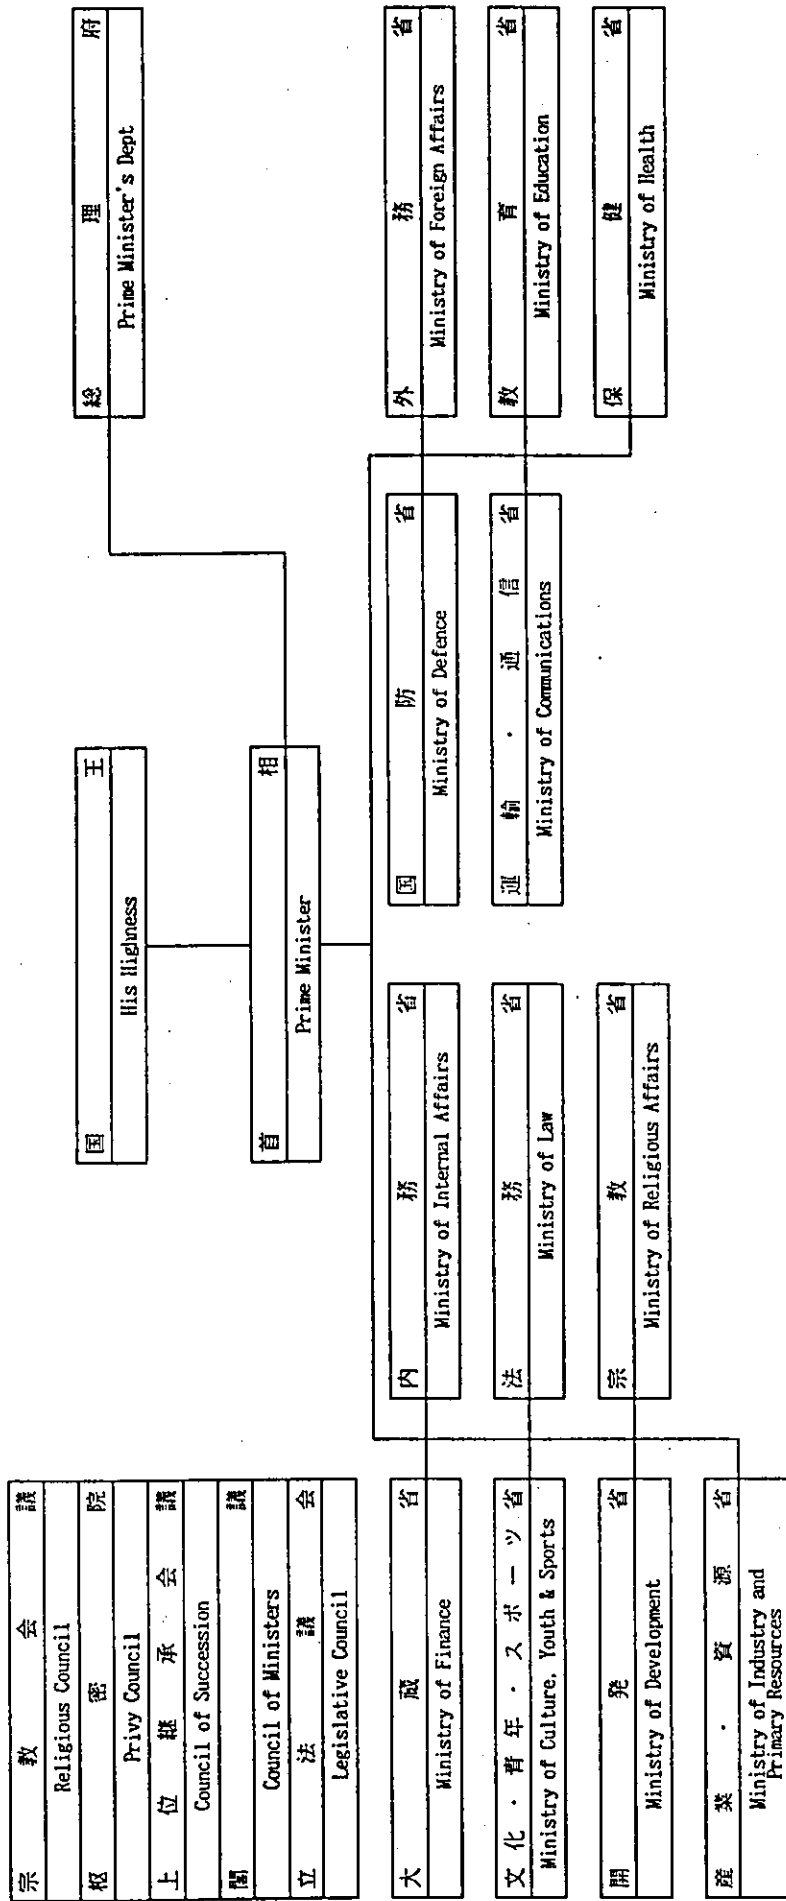 宗教会議
Religious Council
枢密院
Privy Council
上位継承会議
Council of Succession
閣議
Council of Ministers
立法議会
Legislative Council
国王
His Highness
首相
Prime Minister
総理府
Prime Minister's Dept
大蔵省
Ministry of Finance
内務省
Ministry of Internal Affairs
国防省
Ministry of Defence
外務省
Ministry of Foreign Affairs
文化・青年・スポーツ省
Ministry of Culture, Youth & Sports
法務省
Ministry of Law
運輸・通信省
Ministry of Communications
教育省
Ministry of Education
開発省
Ministry of Development
宗教省
Ministry of Religious Affairs
保健省
Ministry of Health
産業・資源省
Ministry of Industry and
Primary Resources